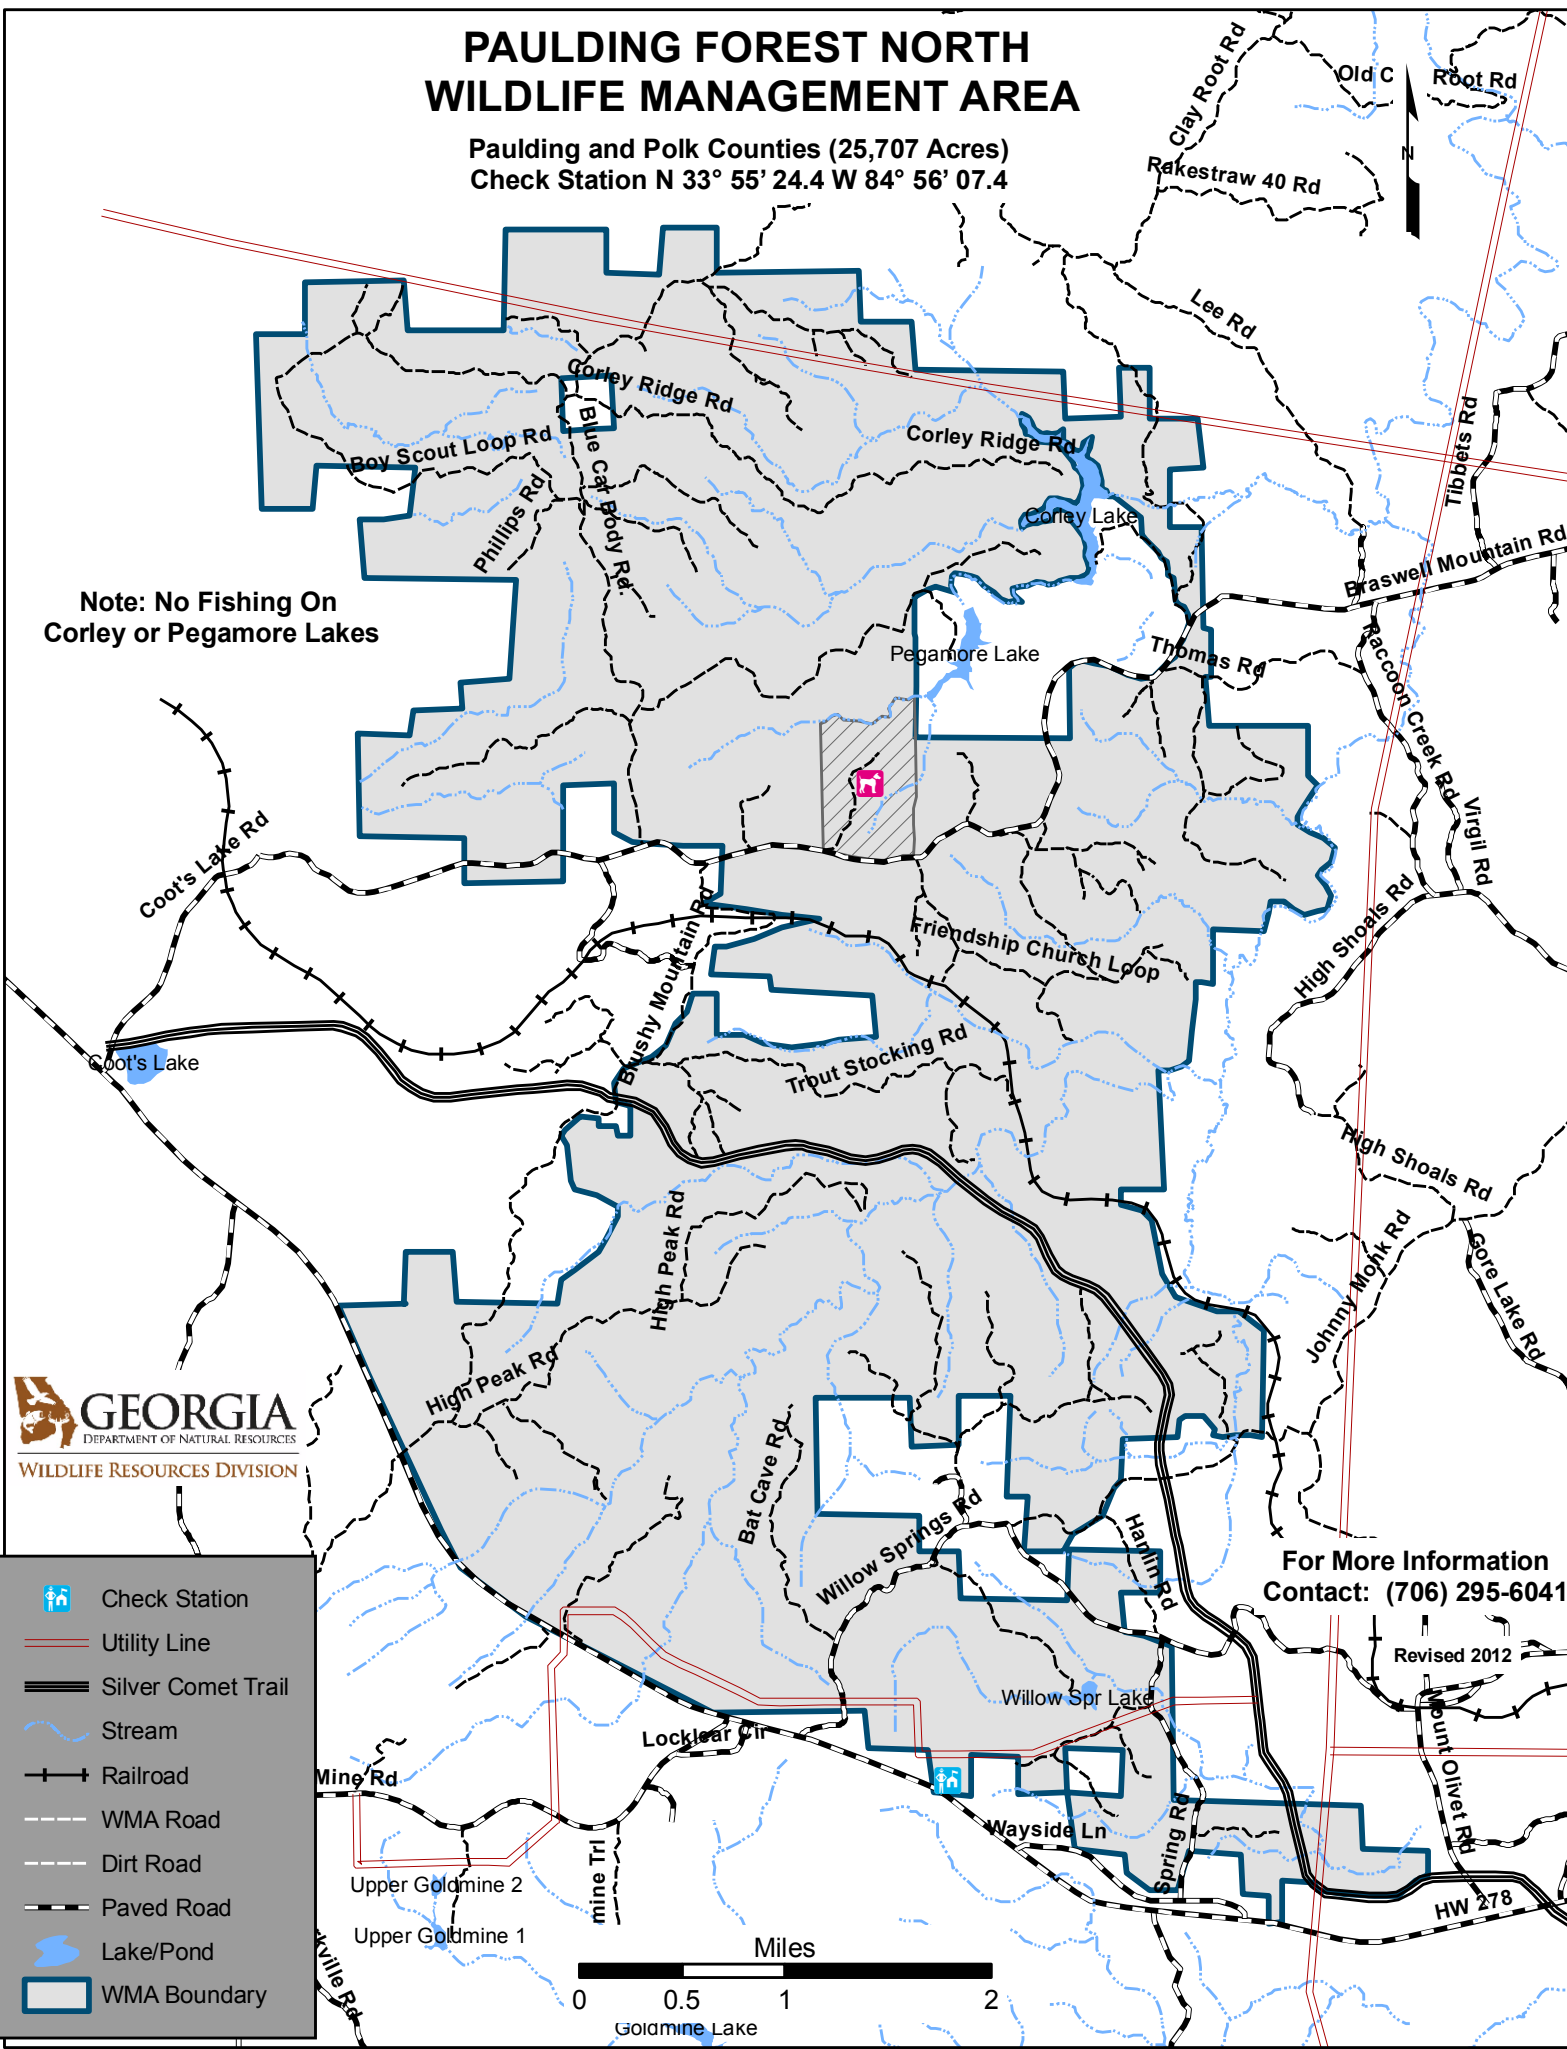 PAULDING FOREST NORTH
WILDLIFE MANAGEMENT AREA
Paulding and Polk Counties (25,707 Acres)
Check Station N 33° 55’ 24.4 W 84° 56’ 07.4
Clay Root Rd
Old C
Root Rd
N
Rakestraw 40 Rd
Lee Rd
Corley Ridge Rd
Tibbets Rd
Blue Car Body Rd.
Boy Scout Loop Rd
Corley Ridge Rd
Phillips Rd
Corley Lake
Braswell Mountain Rd
Note: No Fishing On
Corley or Pegamore Lakes
Pegamore Lake
Thomas Rd
Raccoon Creek Rd
Virgil Rd
Coot's Lake Rd
High Shoals Rd
Brushy Mountain Rd
Friendship Church Loop
Coot's Lake
Trout Stocking Rd
High Shoals Rd
High Peak Rd
Johnny Monk Rd
Gore Lake Rd
High Peak Rd
GEORGIA
DEPARTMENT OF NATURAL RESOURCES
WILDLIFE RESOURCES DIVISION
Bat Cave Rd
Willow Springs Rd
Hamlin Rd
For More Information
Contact: (706) 295-6041
Revised 2012
Check Station
Utility Line
Silver Comet Trail
Stream
Railroad
WMA Road
Dirt Road
Paved Road
Lake/Pond
WMA Boundary
Willow Spr Lake
Locklear Cir
Mine Rd
Mount Olivet Rd
Wayside Ln
Spring Rd
mine Trl
Upper Goldmine 2
Upper Goldmine 1
HW 278
kville Rd
Miles
0 0.5 1 2
Goldmine Lake